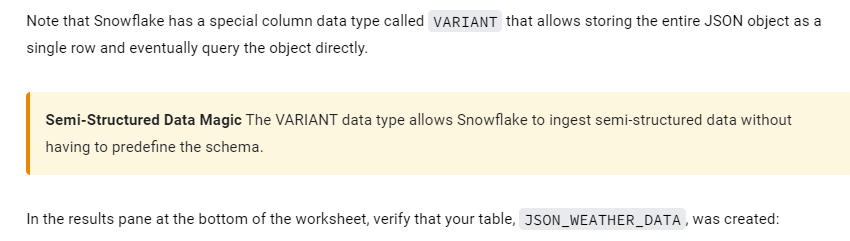 Note that Snowflake has a special column data type called VARIANT that allows storing the entire JSON object as a
single row and eventually query the object directly.
Semi-Structured Data Magic The VARIANT data type allows Snowflake to ingest semi-structured data without
having to predefine the schema.
In the results pane at the bottom of the worksheet, verify that your table, JSON_WEATHER_DATA, was created: